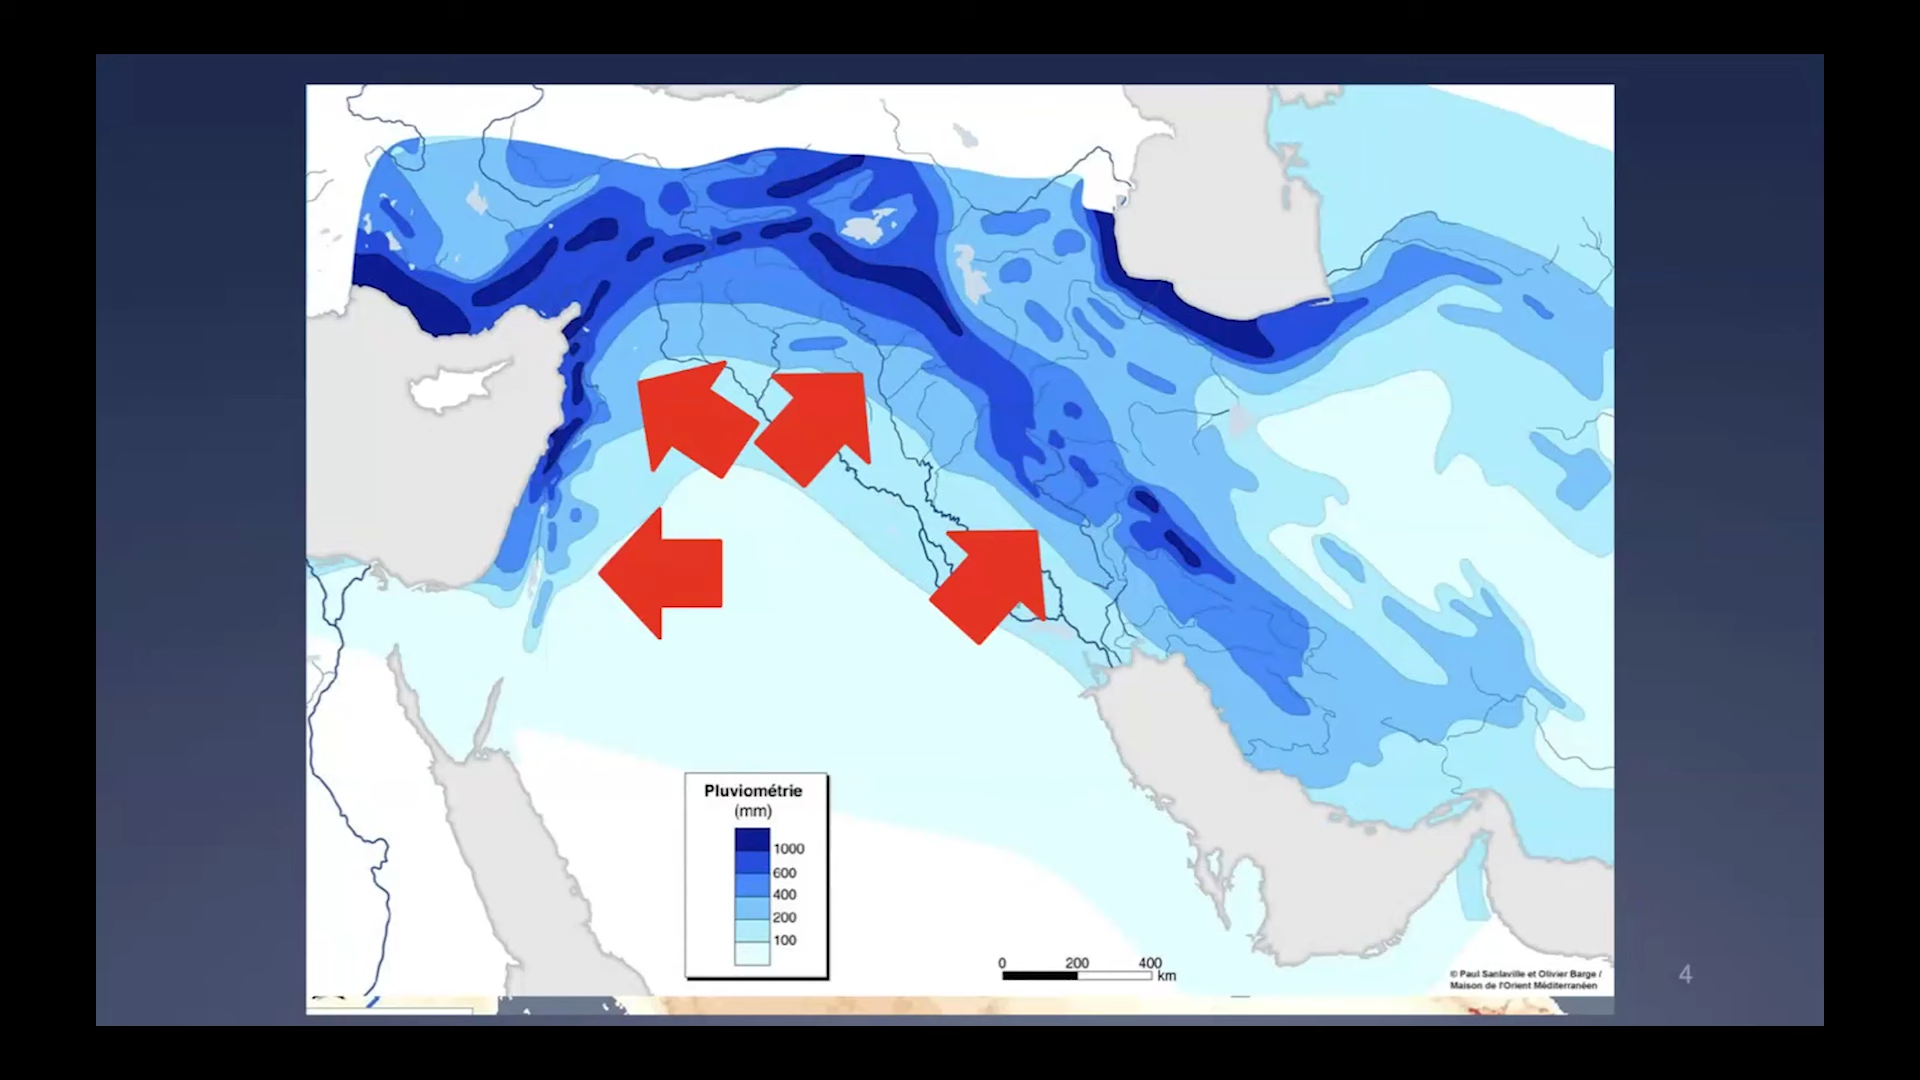 Pluviométrie
(mm)
1000
600
400
200
100
0 200 400
km
© Paul Sanlaville et Olivier Barge /
Maison de l'Orient Méditerranéen
4